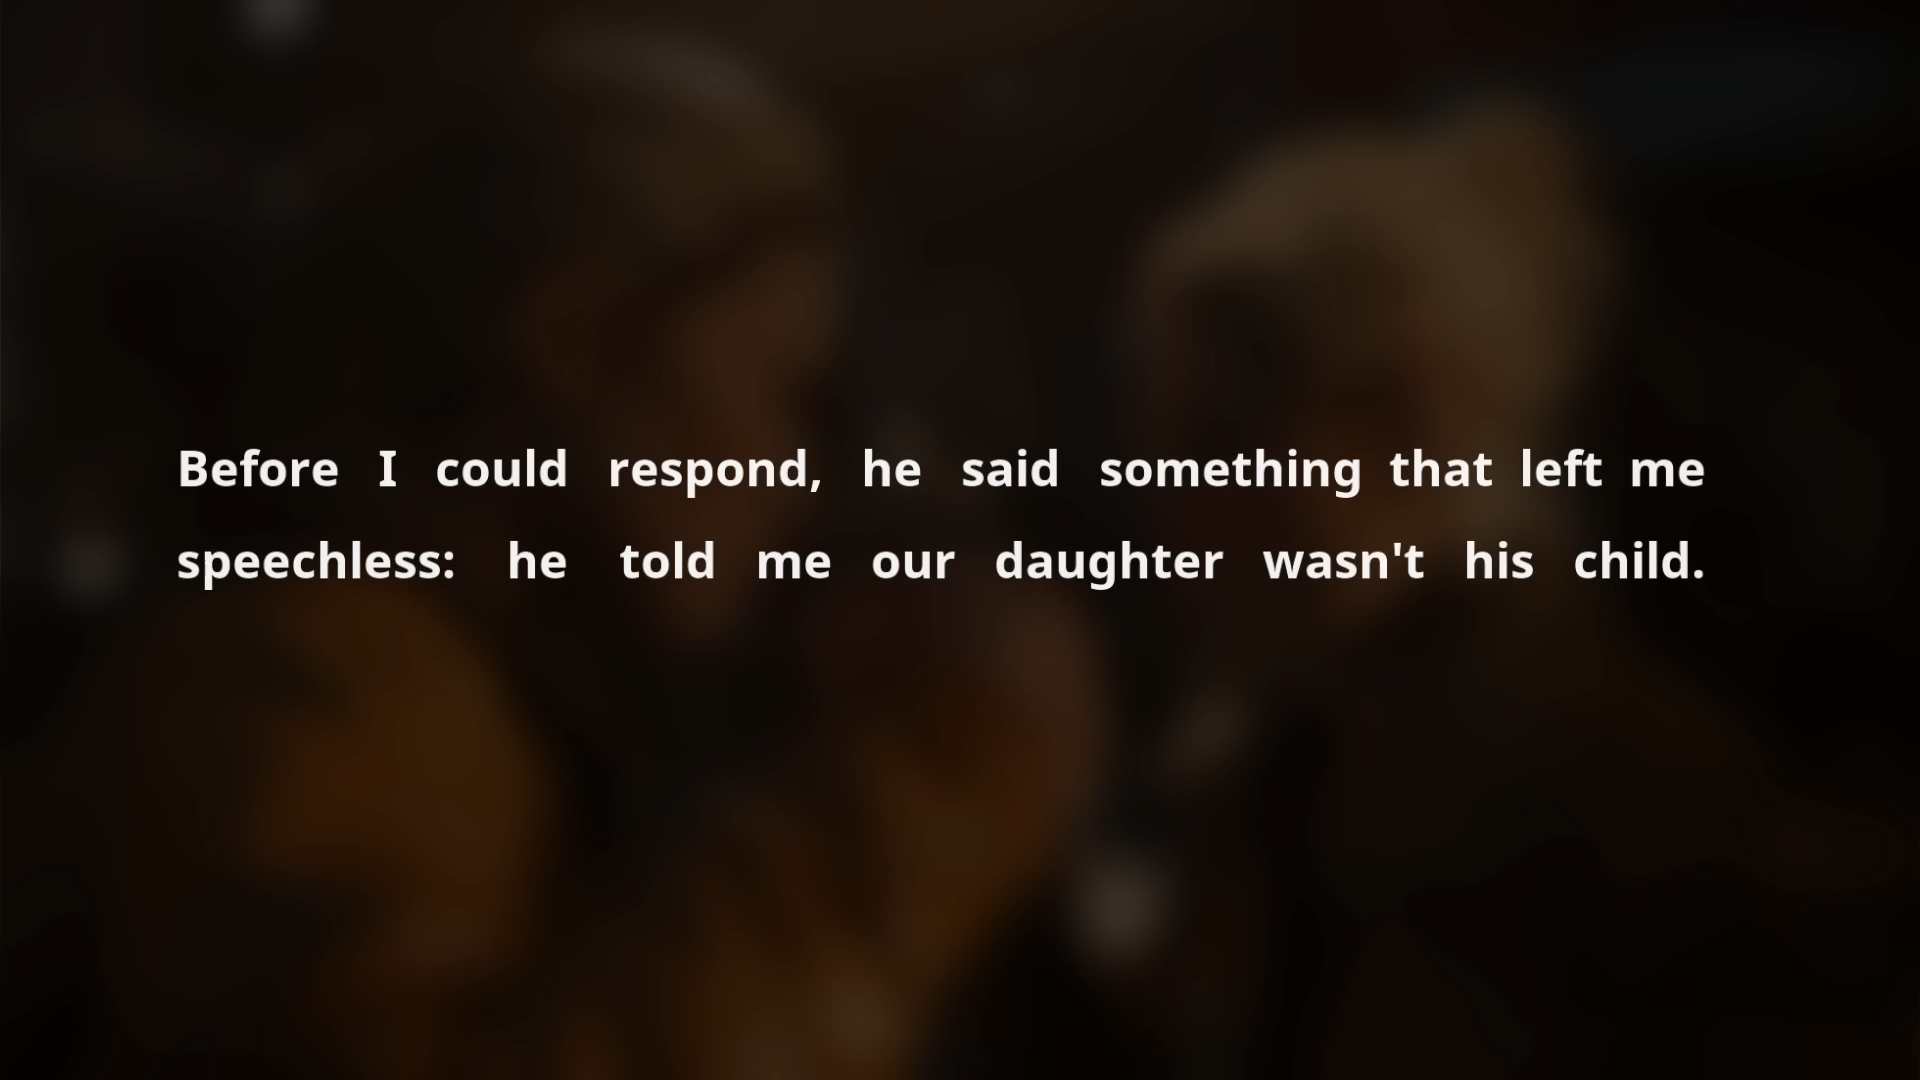 Before I could respond, he said something that left me
speechless: he told me our daughter wasn't his child.